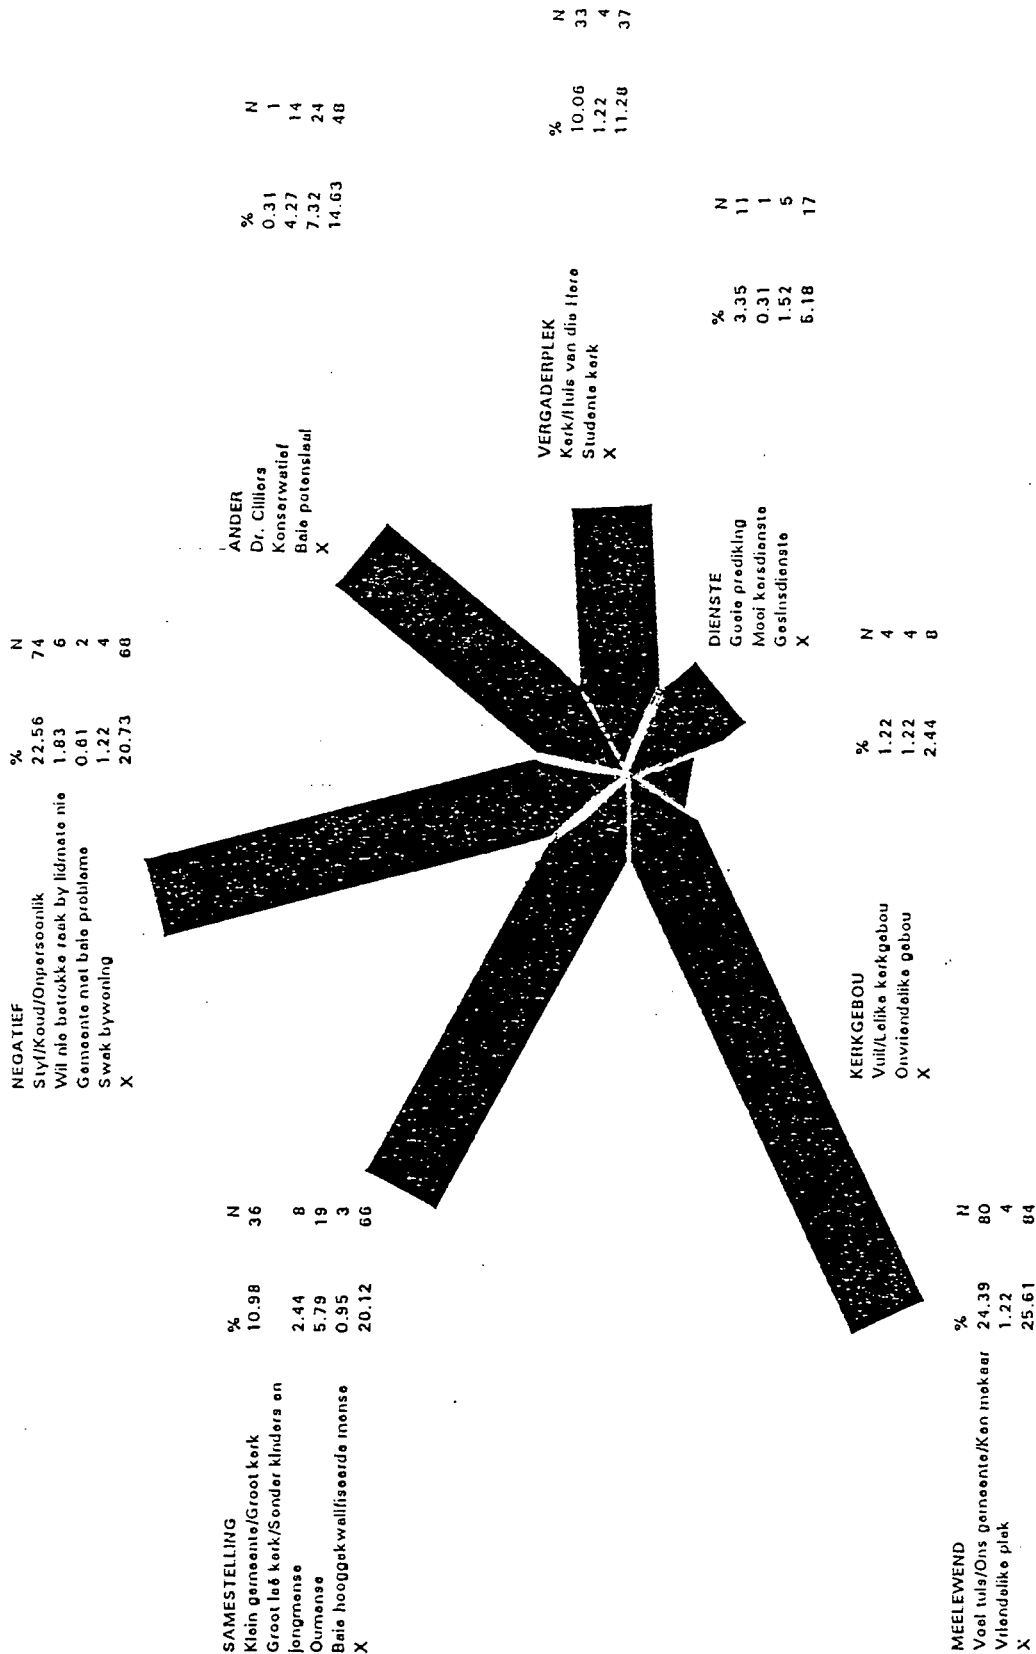 NEGATIEF % N
Styf/Koud/Onpersoonlik 22.56 74
Wil nie betrokke raak by lidmate nie 1.83 6
Gemeente met baie probleme 0.61 2
Swak bywoning 1.22 4
X 20.73 68
SAMESTELLING % N
Klein gemeente/Groot kerk 10.98 36
Groot leë kerk/Sonder kinders en
jongmense 2.44 8
Oumense 5.79 19
Baie hooggekwalifiseerde mense 0.95 3
X 20.12 66
ANDER % N
Dr. Cilliers 0.31 1
Konserwatief 4.27 14
Baie potensiaal 7.32 24
X 14.63 48
VERGADERPLEK % N
Kerk/Huis van die Here 10.06 33
Studente kerk 1.22 4
X 11.28 37
DIENSTE % N
Goeie prediking 3.35 11
Mooi kersdienste 0.31 1
Gesinsdienste 1.52 5
X 5.18 17
KERKGEBOU % N
Vuil/Lelike kerkgebou 1.22 4
Onvriendelike gebou 1.22 4
X 2.44 8
MEELEWEND % N
Voel tuis/Ons gemeente/Ken mekaar 24.39 80
Vriendelike plek 1.22 4
X 25.61 84